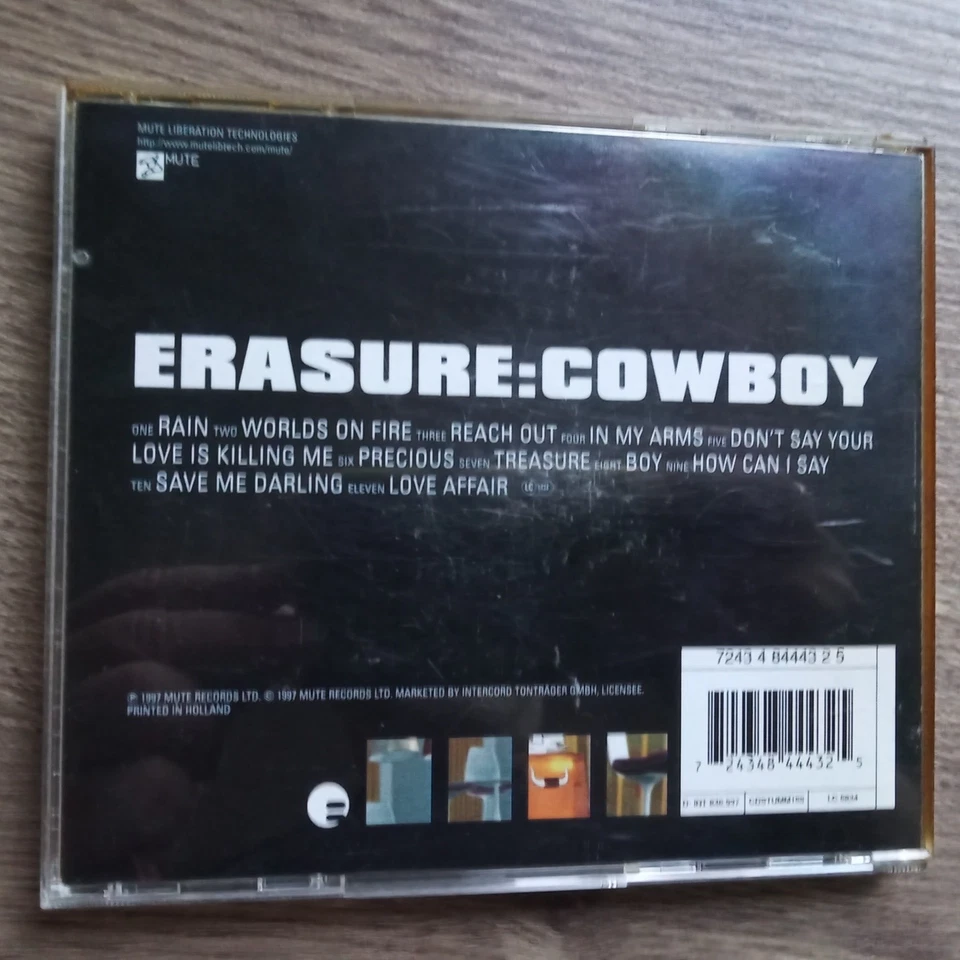 MUTE LIBERATION TECHNOLOGIES
http://www.mutelibtech.com/mute/
MUTE
ERASURE:COWBOY
ONE RAIN TWO WORLDS ON FIRE THREE REACH OUT FOUR IN MY ARMS FIVE DON'T SAY YOUR
LOVE IS KILLING ME SIX PRECIOUS SEVEN TREASURE EIGHT BOY NINE HOW CAN I SAY
TEN SAVE ME DARLING ELEVEN LOVE AFFAIR LC
7243 4 84443 2 5
℗ 1997 MUTE RECORDS LTD. © 1997 MUTE RECORDS LTD. MARKETED BY INTERCORD TONTRÄGER GMBH, LICENSEE.
PRINTED IN HOLLAND
7 24348 44432 5
e
CDSTUMM155